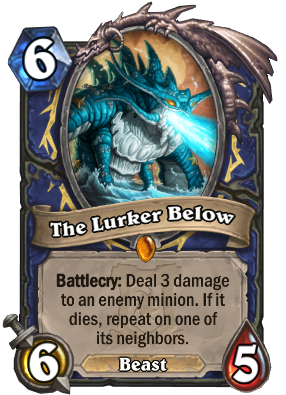 6
The Lurker Below
Battlecry: Deal 3 damage
to an enemy minion. If it
dies, repeat on one of
its neighbors.
6
Beast
5